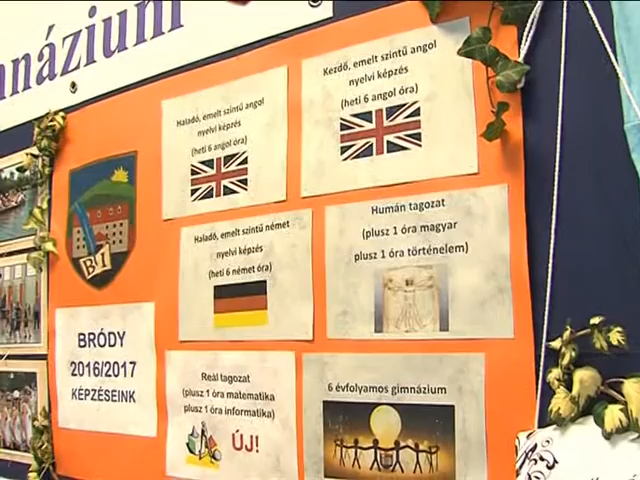 názium
Haladó, emelt szintű angol
nyelvi képzés
(heti 6 angol óra)
Kezdő, emelt szintű angol
nyelvi képzés
(heti 6 angol óra)
Haladó, emelt szintű német
nyelvi képzés
(heti 6 német óra)
Humán tagozat
(plusz 1 óra magyar
plusz 1 óra történelem)
BI
BRÓDY
2016/2017
KÉPZÉSEINK
Reál tagozat
(plusz 1 óra matematika
plusz 1 óra informatika)
ÚJ!
6 évfolyamos gimnázium